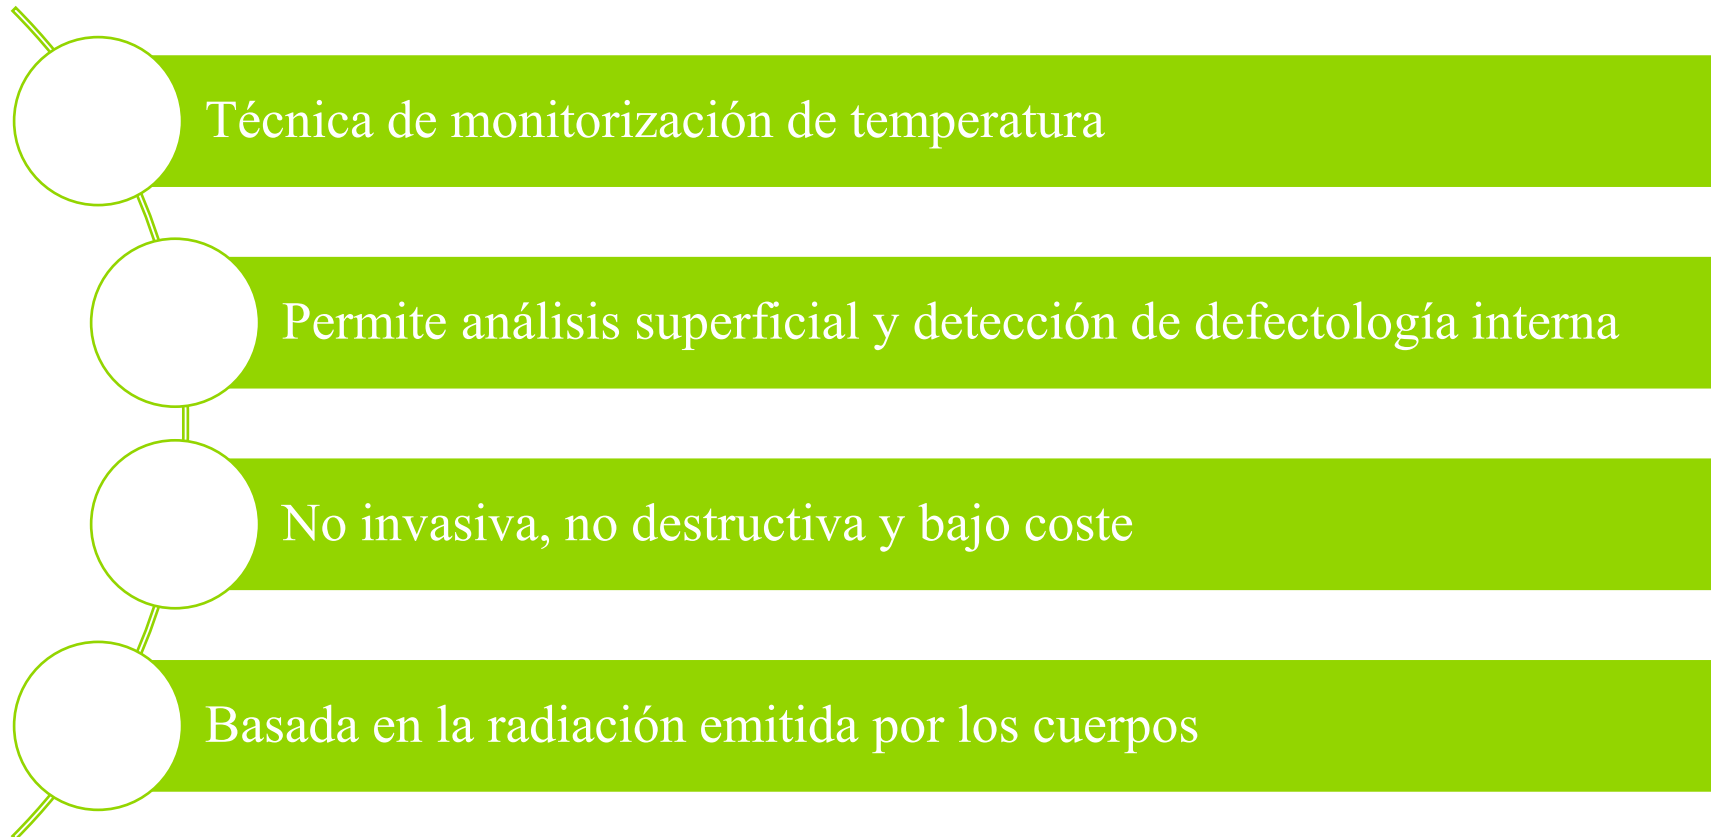 Técnica de monitorización de temperatura
Permite análisis superficial y detección de defectología interna
No invasiva, no destructiva y bajo coste
Basada en la radiación emitida por los cuerpos